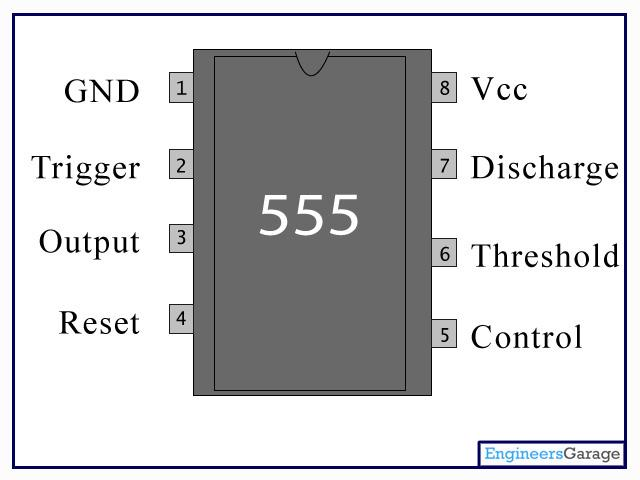 GND 1 8 Vcc
Trigger 2 7 Discharge
555
Output 3 6 Threshold
Reset 4 5 Control
EngineersGarage